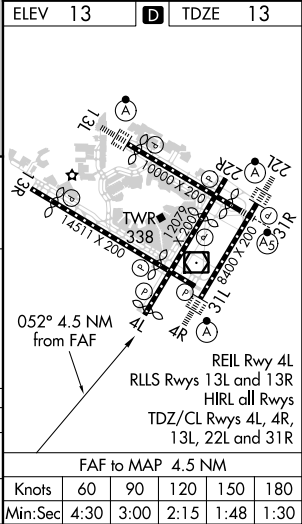 ELEV 13 D TDZE 13
13L
A
P
10000 X 200
22R
A
22L
P
13R
P
TWR
338
12079
X 200
P
31R
A5
14511 X 200
8400 X 200
P
P
31L
4L
4R
A
052° 4.5 NM
from FAF
REIL Rwy 4L
RLLS Rwys 13L and 13R
HIRL all Rwys
TDZ/CL Rwys 4L, 4R,
13L, 22L and 31R
FAF to MAP 4.5 NM
Knots 60 90 120 150 180
Min:Sec 4:30 3:00 2:15 1:48 1:30